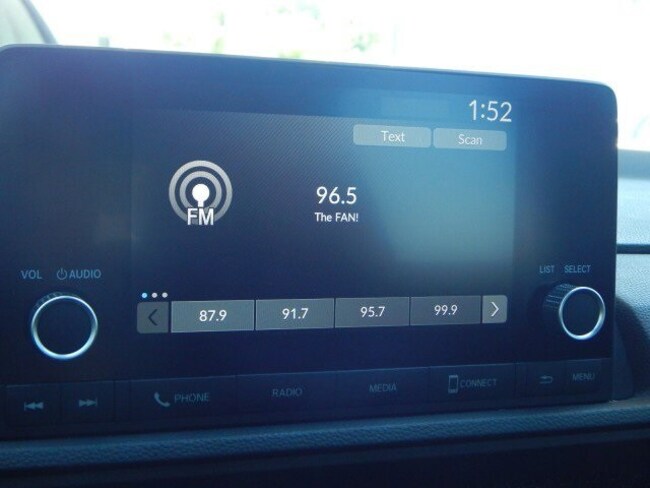 1:52
Text Scan
FM
96.5
The FAN!
VOL AUDIO
LIST SELECT
87.9 91.7 95.7 99.9
PHONE RADIO MEDIA CONNECT MENU